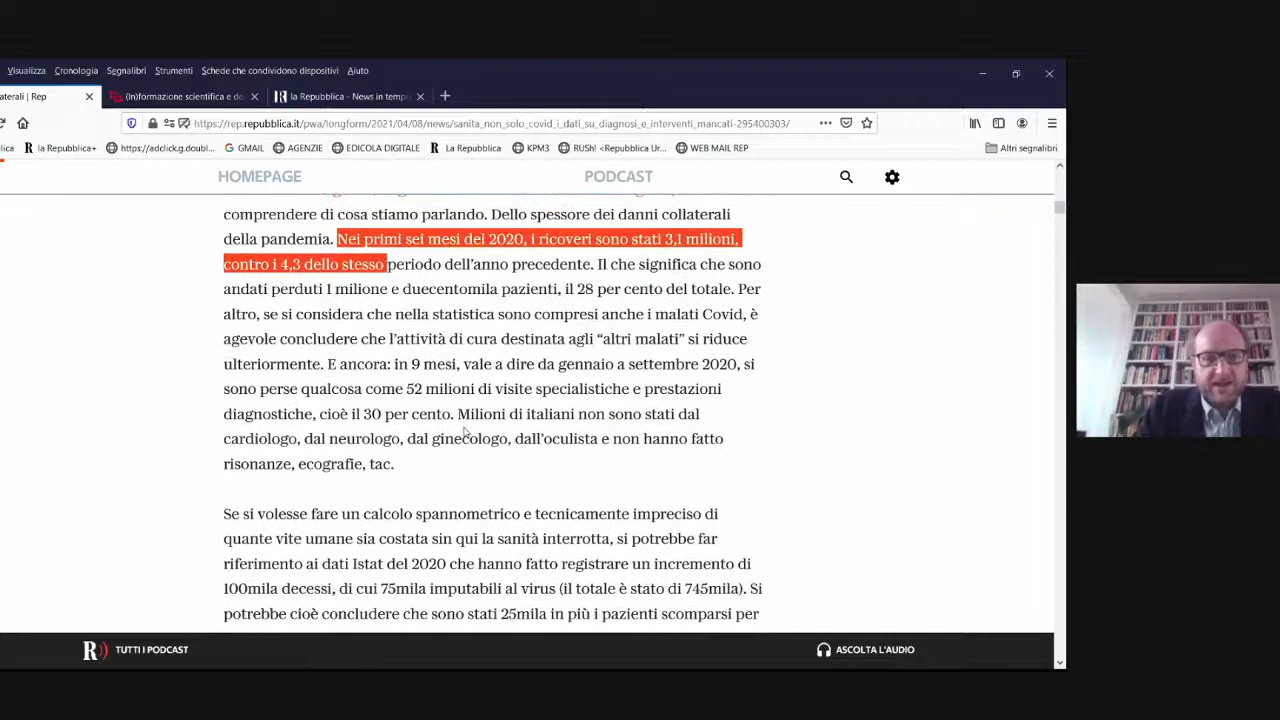 Visualizza Cronologia Segnalibri Strumenti Schede che condividono dispositivi Aiuto
aterali | Rep (In)formazione scientifica e de la Repubblica - News in temp
https://rep.repubblica.it/pwa/longform/2021/04/08/news/sanita_non_solo_covid_i_dati_su_diagnosi_e_interventi_mancati-295400303/
lica la Repubblica+ https://adclick.g.doubl... GMAIL AGENZIE EDICOLA DIGITALE La Repubblica KPM3 RUSh! <Repubblica Ur... WEB MAIL REP Altri segnalibri
HOMEPAGE PODCAST
comprendere di cosa stiamo parlando. Dello spessore dei danni collaterali
della pandemia. Nei primi sei mesi del 2020, i ricoveri sono stati 3,1 milioni,
contro i 4,3 dello stesso periodo dell'anno precedente. Il che significa che sono
andati perduti 1 milione e duecentomila pazienti, il 28 per cento del totale. Per
altro, se si considera che nella statistica sono compresi anche i malati Covid, è
agevole concludere che l'attività di cura destinata agli “altri malati” si riduce
ulteriormente. E ancora: in 9 mesi, vale a dire da gennaio a settembre 2020, si
sono perse qualcosa come 52 milioni di visite specialistiche e prestazioni
diagnostiche, cioè il 30 per cento. Milioni di italiani non sono stati dal
cardiologo, dal neurologo, dal ginecologo, dall'oculista e non hanno fatto
risonanze, ecografie, tac.
Se si volesse fare un calcolo spannometrico e tecnicamente impreciso di
quante vite umane sia costata sin qui la sanità interrotta, si potrebbe far
riferimento ai dati Istat del 2020 che hanno fatto registrare un incremento di
100mila decessi, di cui 75mila imputabili al virus (il totale è stato di 745mila). Si
potrebbe cioè concludere che sono stati 25mila in più i pazienti scomparsi per
R TUTTI I PODCAST ASCOLTA L'AUDIO